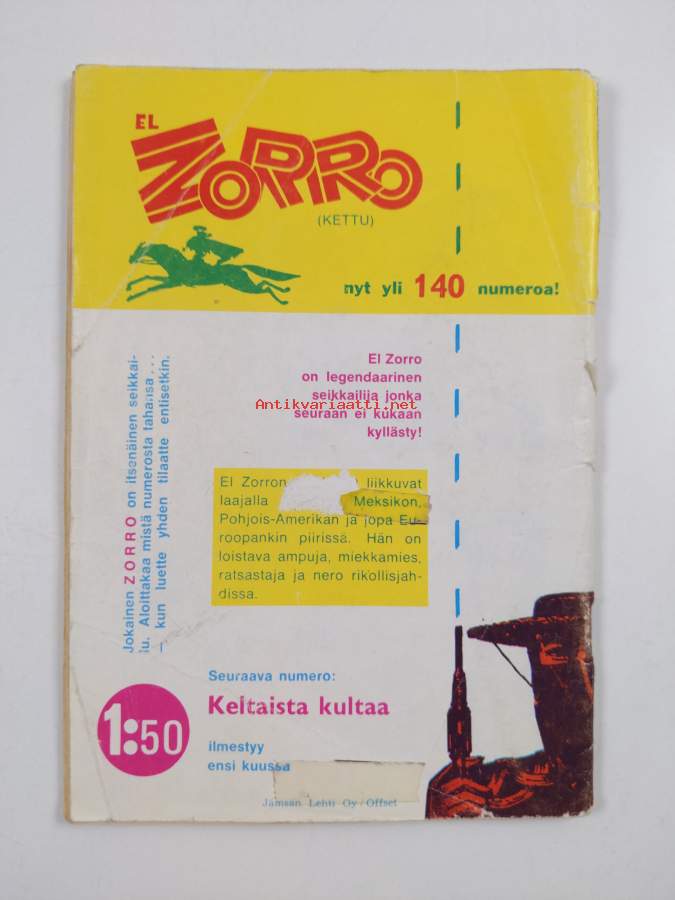 EL
ZORRO
(KETTU)
nyt yli 140 numeroa!
El Zorro
on legendaarinen
seikkailija jonka
seuraan ei kukaan
kyllästy!
Antikvariaatti.net
Jokainen ZORRO on itsenäinen seikkai-
lu. Aloittakaa mistä numerosta tahansa...
– kun luette yhden tilaatte entisetkin.
El Zorron liikkuvat
laajalla Meksikon,
Pohjois-Amerikan ja jopa Eu-
roopankin piirissä. Hän on
loistava ampuja, miekkamies,
ratsastaja ja nero rikollisjah-
dissa.
Seuraava numero:
Keltaista kultaa
1:50
ilmestyy
ensi kuussa
Jämsän Lehti Oy/Offset